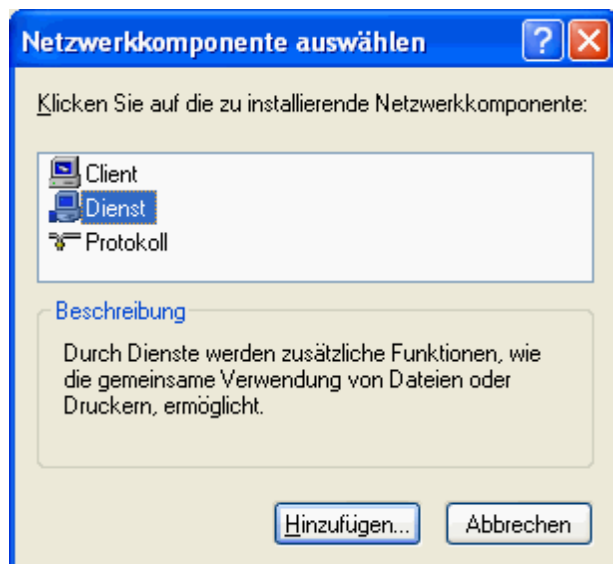 Netzwerkkomponente auswählen
Klicken Sie auf die zu installierende Netzwerkkomponente:
Client
Dienst
Protokoll
Beschreibung
Durch Dienste werden zusätzliche Funktionen, wie
die gemeinsame Verwendung von Dateien oder
Druckern, ermöglicht.
Hinzufügen... Abbrechen